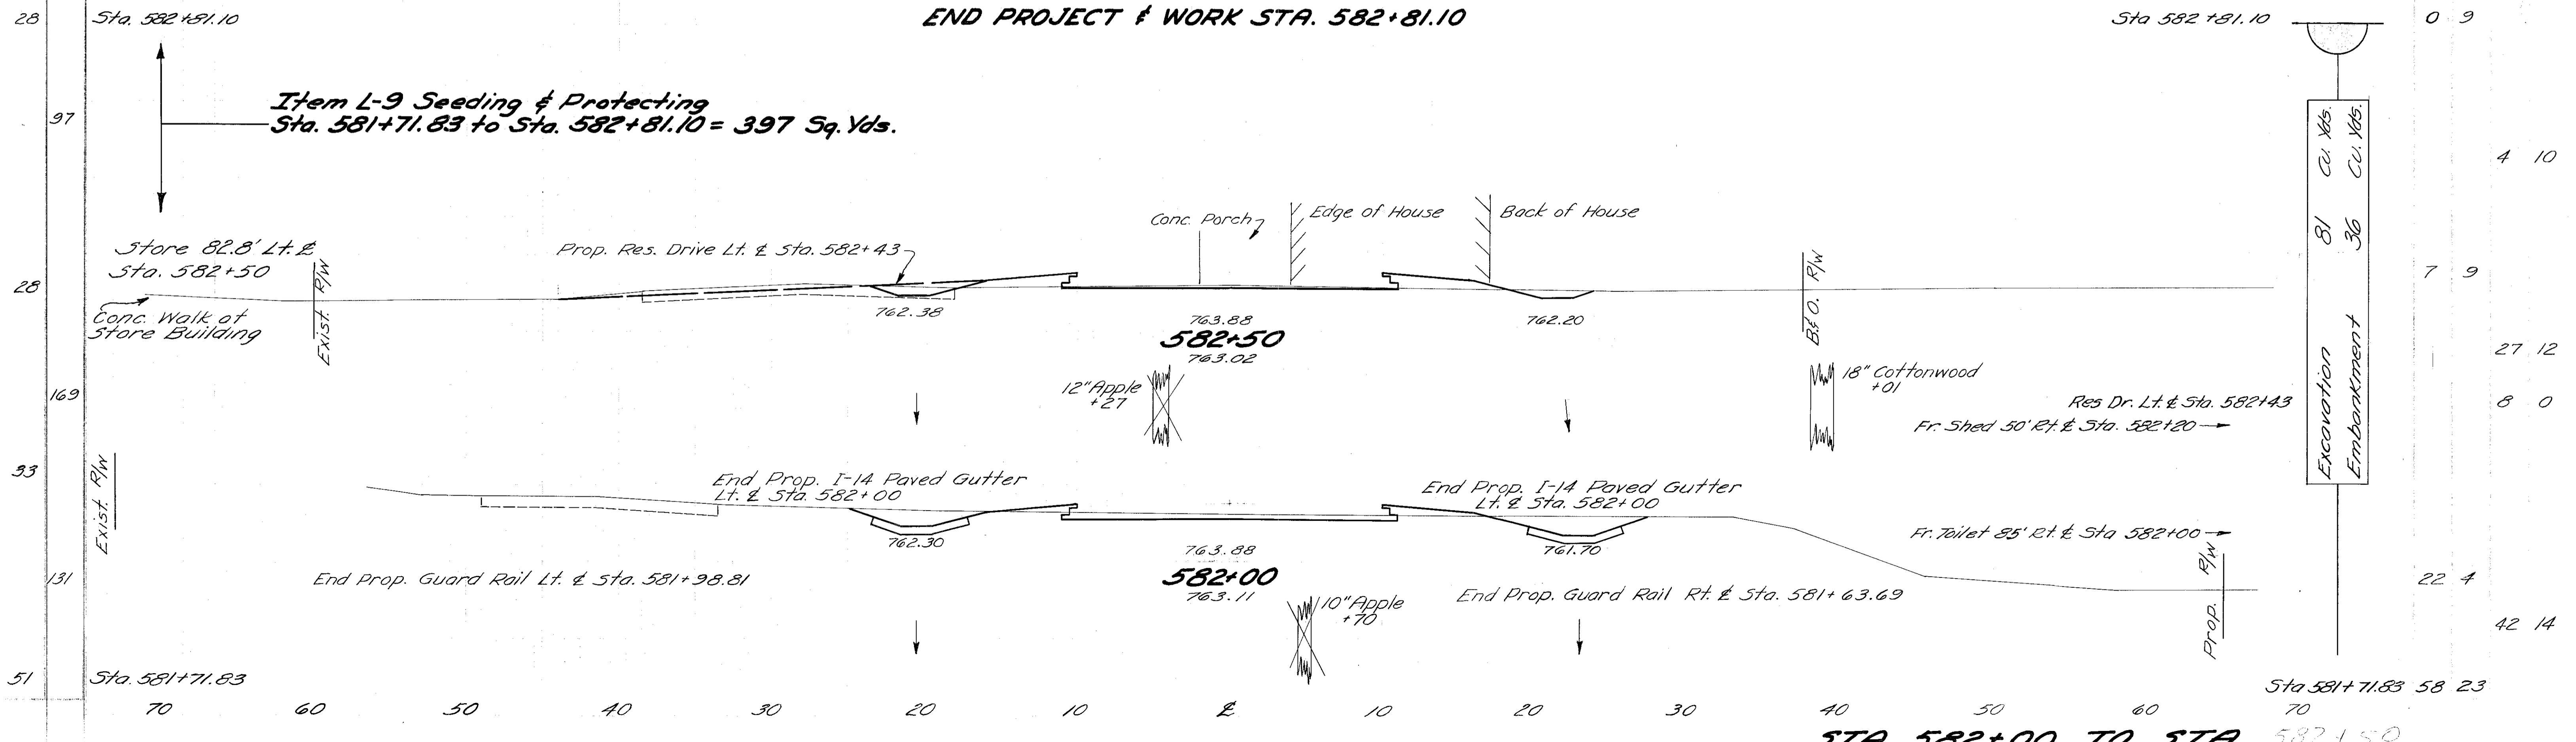 END PROJECT & WORK STA. 582+81.10
28
Sta. 582+81.10
Sta 582+81.10
0 9
Item L-9 Seeding & Protecting
Sta. 581+71.83 to Sta. 582+81.10 = 397 Sq. Yds.
97
Cu. Yds.
Cu. Yds.
81
36
Excavation
Embankment
4 10
Store 82.8' Lt. ℄
Sta. 582+50
Exist. R/W
Prop. Res. Drive Lt. ℄ Sta. 582+43
Conc. Porch
Edge of House
Back of House
B.&O. R/W
7 9
28
Conc. Walk at
Store Building
762.38
763.88
582+50
763.02
762.20
27 12
12" Apple
+27
18" Cottonwood
+01
169
Res Dr. Lt. ℄ Sta. 582+43
8 0
Fr. Shed 50' Rt. ℄ Sta. 582+20
33
Exist. R/W
End Prop. I-14 Paved Gutter
Lt. ℄ Sta. 582+00
End Prop. I-14 Paved Gutter
Lt. ℄ Sta. 582+00
Fr. Toilet 85' Rt. ℄ Sta 582+00
762.30
763.88
582+00
763.11
761.70
Prop. R/W
131
End Prop. Guard Rail Lt. ℄ Sta. 581+98.81
End Prop. Guard Rail Rt. ℄ Sta. 581+63.69
22 4
10" Apple
+70
42 14
51
Sta. 581+71.83
Sta 581+71.83 58 23
70 60 50 40 30 20 10 ℄ 10 20 30 40 50 60 70
STA. 582+00 TO STA. 582+50